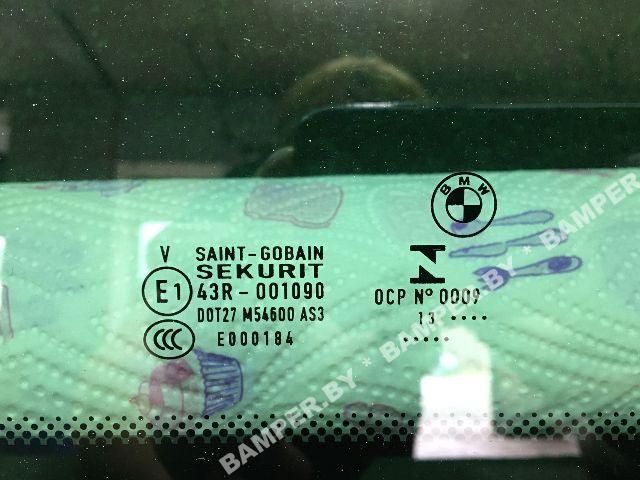 BMW
V SAINT-GOBAIN
SEKURIT
E1 43R-001090
DOT27 M54600 AS3
CCC E000184
OCP Nº 0009
13 ····
·····
BAMPER.BY * BAMPER.BY * BAMPER